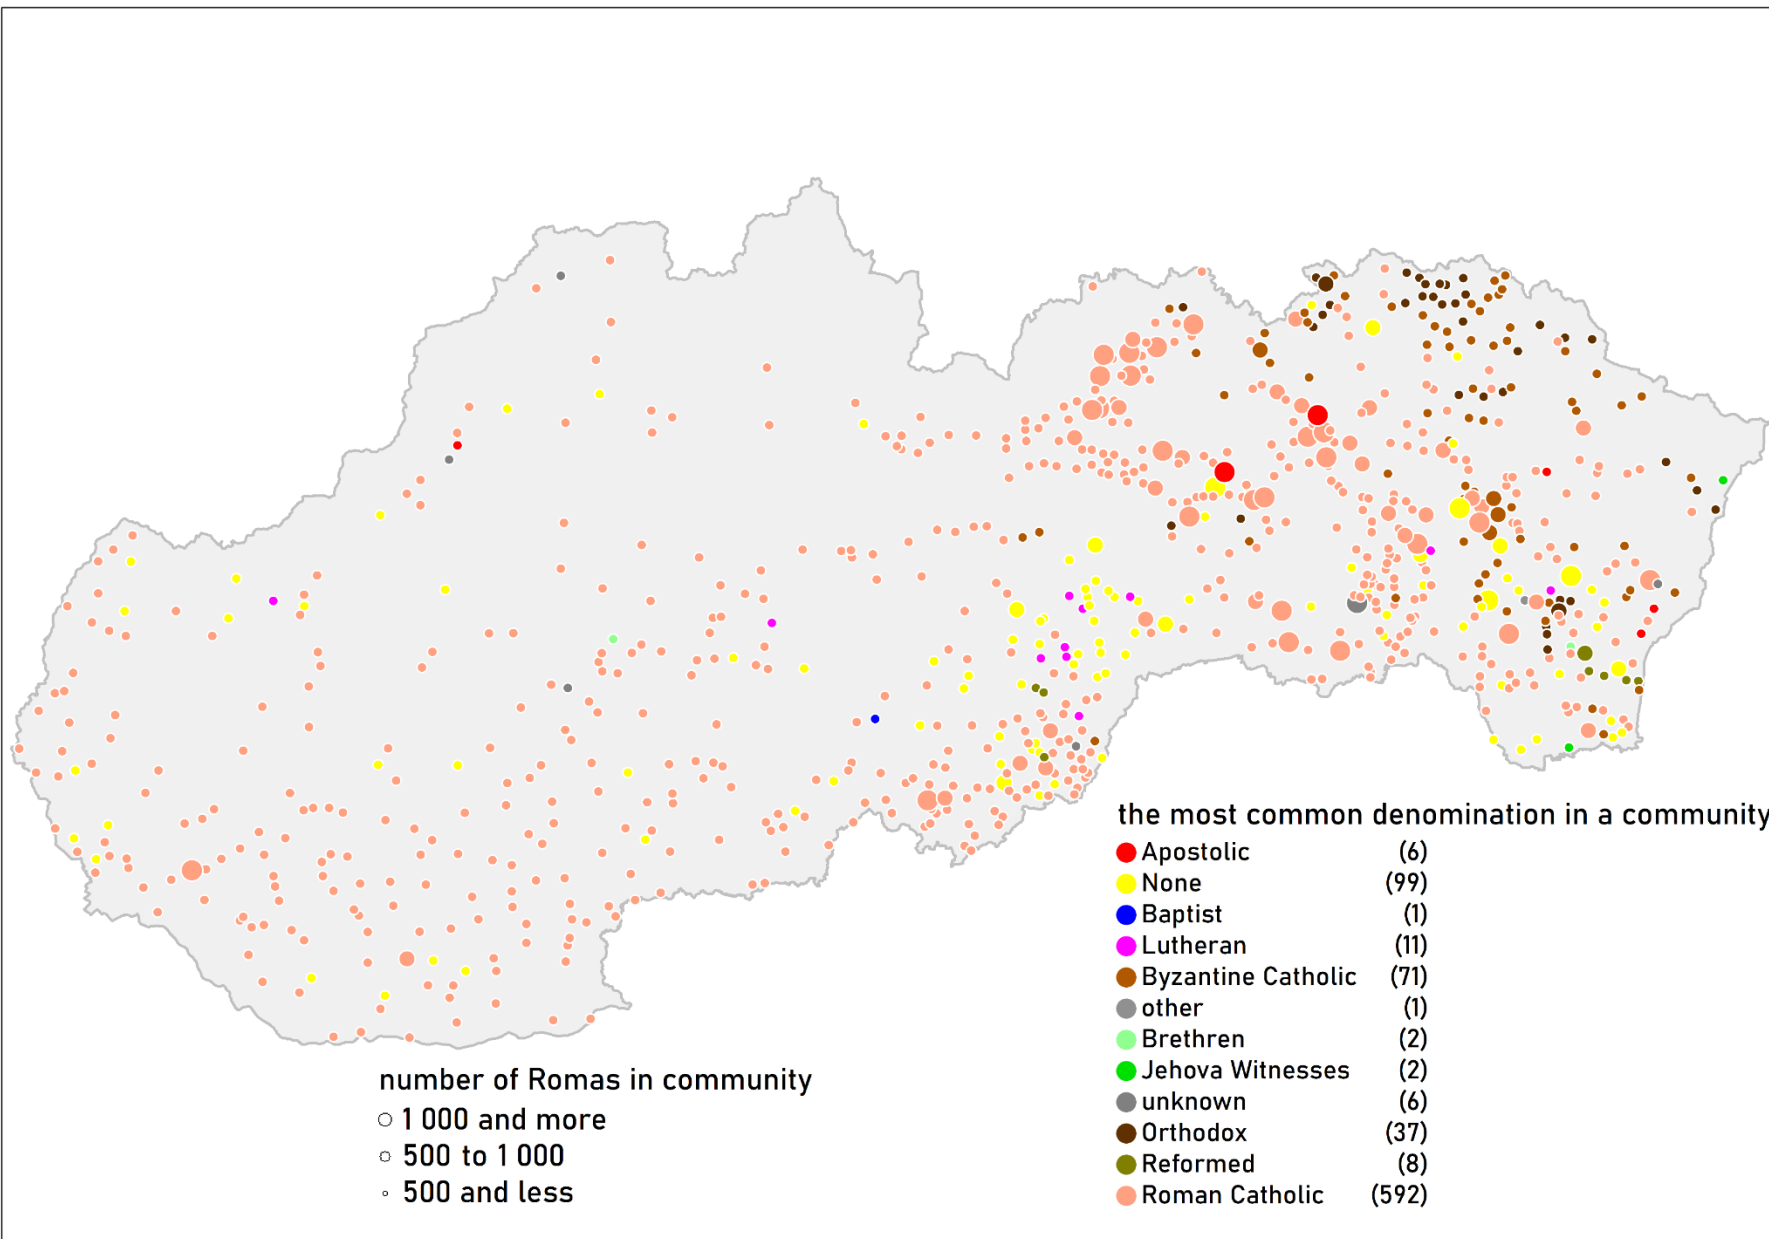 the most common denomination in a community
Apostolic (6)
None (99)
Baptist (1)
Lutheran (11)
Byzantine Catholic (71)
other (1)
Brethren (2)
Jehova Witnesses (2)
unknown (6)
Orthodox (37)
Reformed (8)
Roman Catholic (592)
number of Romas in community
1 000 and more
500 to 1 000
500 and less